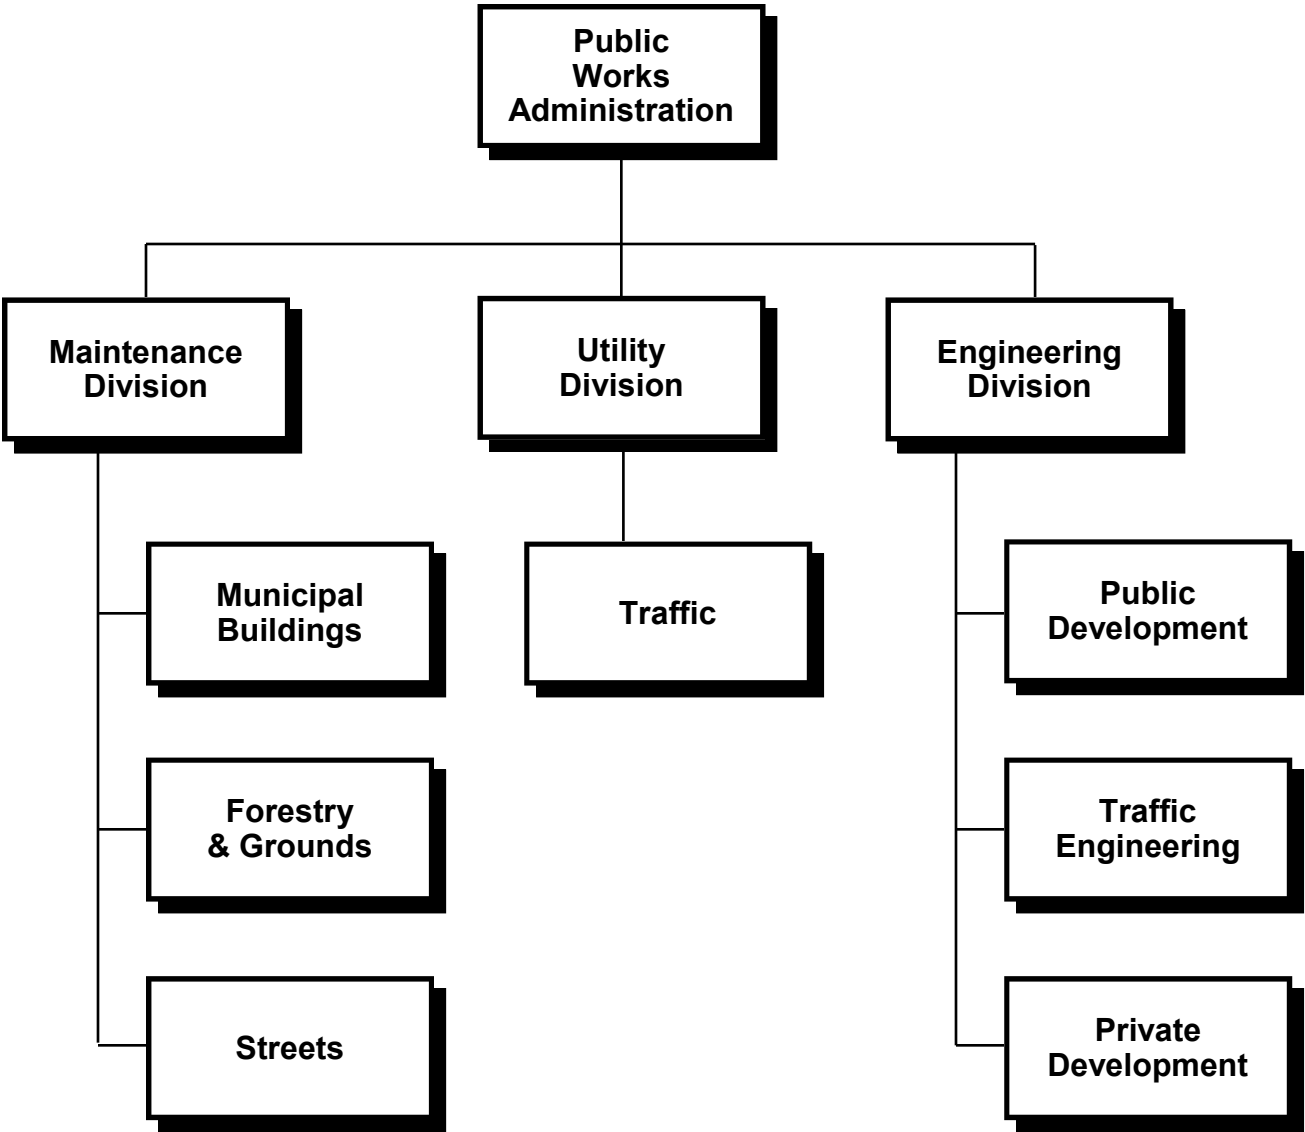 Public
Works
Administration
Maintenance
Division
Utility
Division
Engineering
Division
Municipal
Buildings
Traffic
Public
Development
Forestry
& Grounds
Traffic
Engineering
Streets
Private
Development